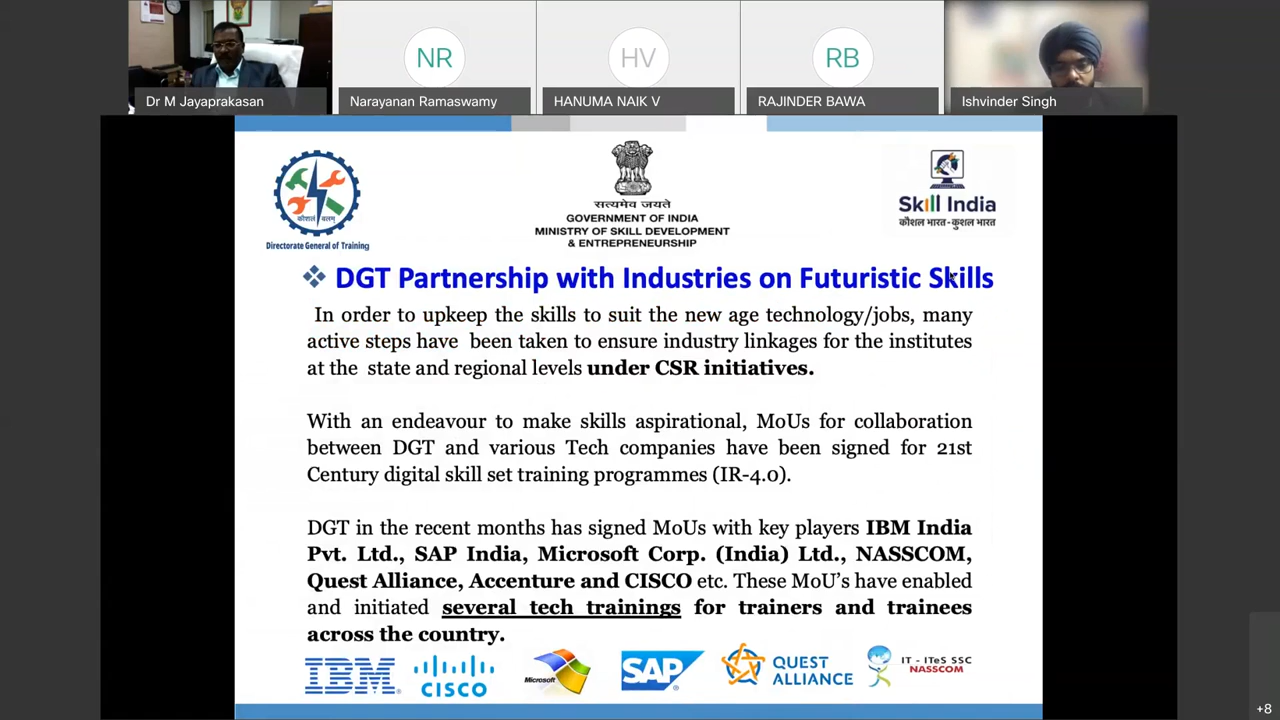 NR
HV
RB
Dr M Jayaprakasan
Narayanan Ramaswamy
HANUMA NAIK V
RAJINDER BAWA
Ishvinder Singh
कौशलं बलम्
Directorate General of Training
सत्यमेव जयते
GOVERNMENT OF INDIA
MINISTRY OF SKILL DEVELOPMENT
& ENTREPRENEURSHIP
Skill India
कौशल भारत-कुशल भारत
DGT Partnership with Industries on Futuristic Skills
In order to upkeep the skills to suit the new age technology/jobs, many
active steps have been taken to ensure industry linkages for the institutes
at the state and regional levels under CSR initiatives.
With an endeavour to make skills aspirational, MoUs for collaboration
between DGT and various Tech companies have been signed for 21st
Century digital skill set training programmes (IR-4.0).
DGT in the recent months has signed MoUs with key players IBM India
Pvt. Ltd., SAP India, Microsoft Corp. (India) Ltd., NASSCOM,
Quest Alliance, Accenture and CISCO etc. These MoU's have enabled
and initiated several tech trainings for trainers and trainees
across the country.
IBM
CISCO
Microsoft
SAP
QUEST
ALLIANCE
IT - ITeS SSC
NASSCOM
+8